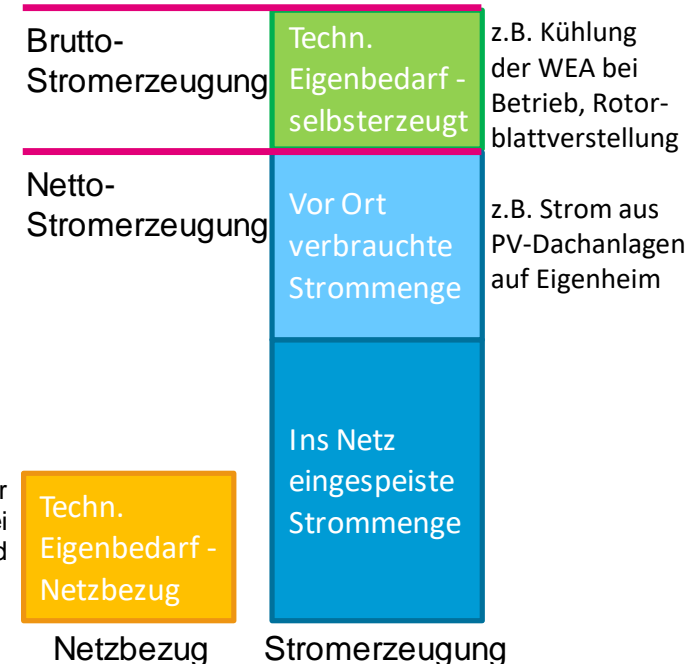 Brutto-
Stromerzeugung
Techn.
Eigenbedarf -
selbsterzeugt
z.B. Kühlung
der WEA bei
Betrieb, Rotor-
blattverstellung
Netto-
Stromerzeugung
Vor Ort
verbrauchte
Strommenge
z.B. Strom aus
PV-Dachanlagen
auf Eigenheim
Ins Netz
eingespeiste
Strommenge
Techn.
Eigenbedarf -
Netzbezug
Netzbezug
Stromerzeugung